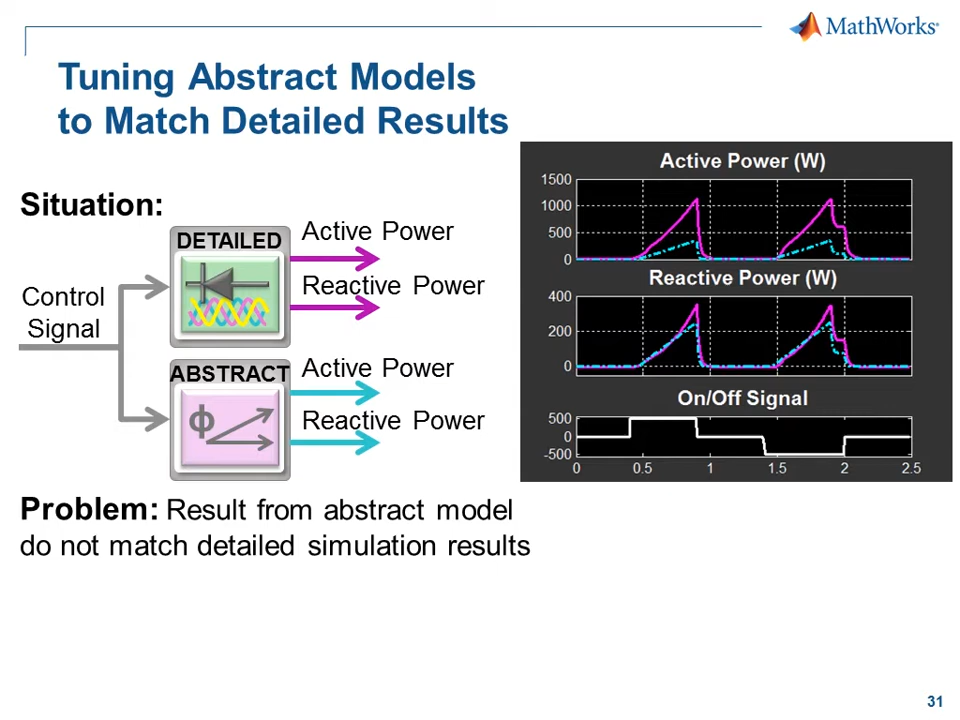 MathWorks®
Tuning Abstract Models
to Match Detailed Results
Situation:
Control
Signal
DETAILED
Active Power
Reactive Power
ABSTRACT
ϕ
Active Power
Reactive Power
Active Power (W)
1500
1000
500
0
Reactive Power (W)
400
200
0
On/Off Signal
500
0
-500
0 0.5 1 1.5 2 2.5
Problem: Result from abstract model
do not match detailed simulation results
31